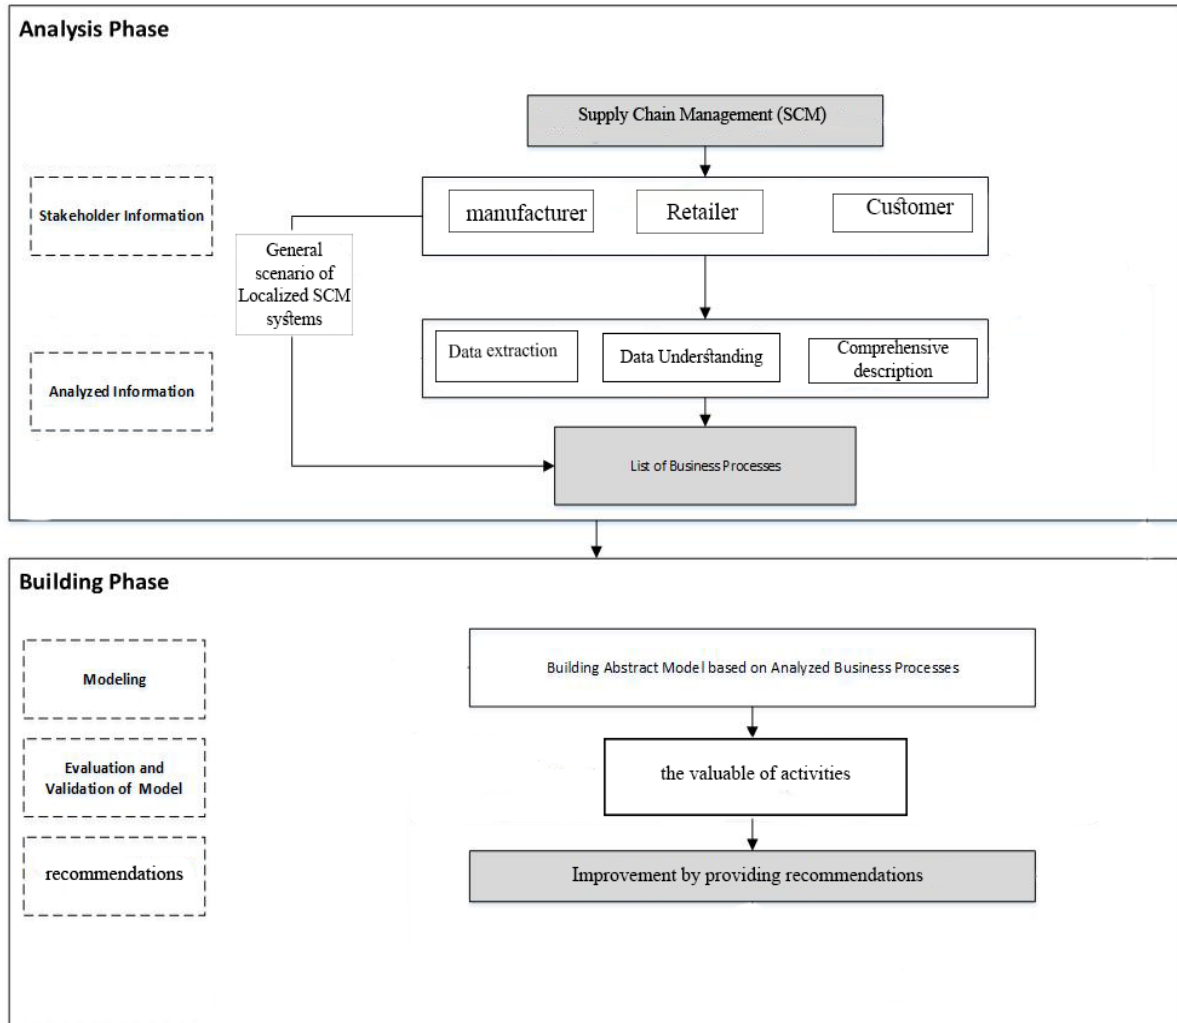 Analysis Phase
Supply Chain Management (SCM)
Stakeholder Information
manufacturer
Retailer
Customer
General
scenario of
Localized SCM
systems
Analyzed Information
Data extraction
Data Understanding
Comprehensive
description
List of Business Processes
Building Phase
Modeling
Building Abstract Model based on Analyzed Business Processes
Evaluation and
Validation of Model
the valuable of activities
recommendations
Improvement by providing recommendations